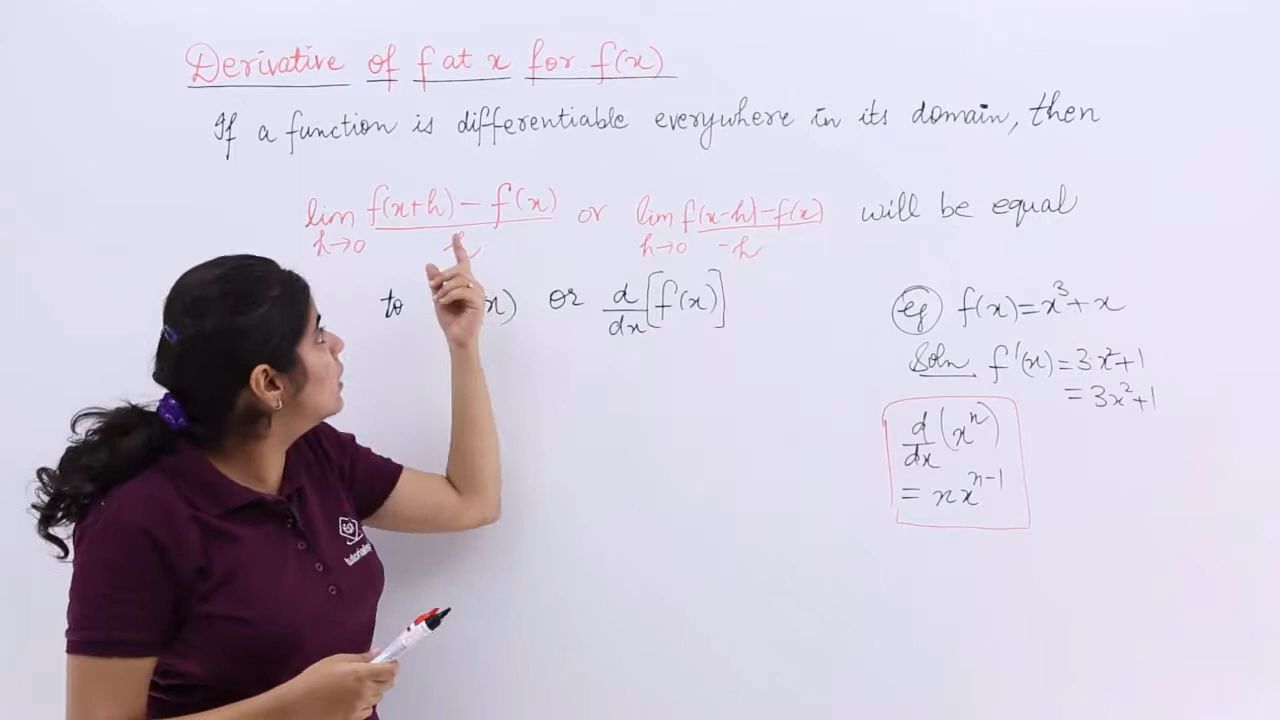 Derivative of f at x for f(x)
If a function is differentiable everywhere in its domain, then
lim f(x+h) - f(x) or lim f(x-h)-f(x) will be equal
h→0 h h→0 -h
to (x) or d/dx [f(x)]
eg f(x)=x³+x
Soln f'(x) = 3x²+1
= 3x²+1
d/dx (xⁿ)
= nxⁿ⁻¹